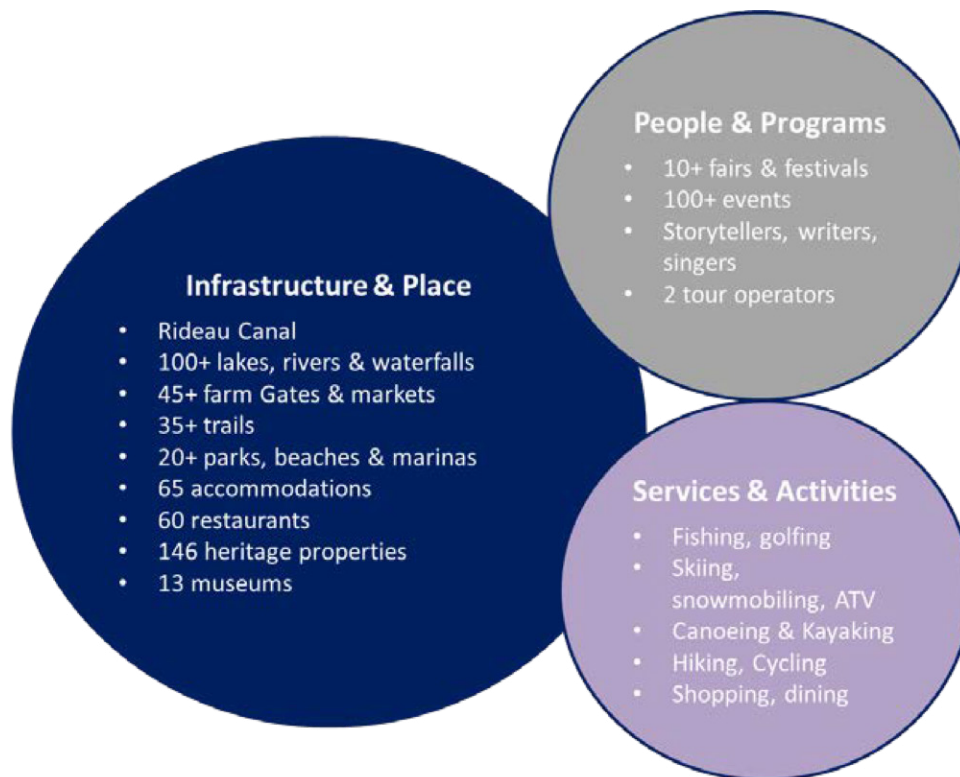 People & Programs
• 10+ fairs & festivals
• 100+ events
• Storytellers, writers,
singers
• 2 tour operators
Infrastructure & Place
• Rideau Canal
• 100+ lakes, rivers & waterfalls
• 45+ farm Gates & markets
• 35+ trails
• 20+ parks, beaches & marinas
• 65 accommodations
• 60 restaurants
• 146 heritage properties
• 13 museums
Services & Activities
• Fishing, golfing
• Skiing,
snowmobiling, ATV
• Canoeing & Kayaking
• Hiking, Cycling
• Shopping, dining